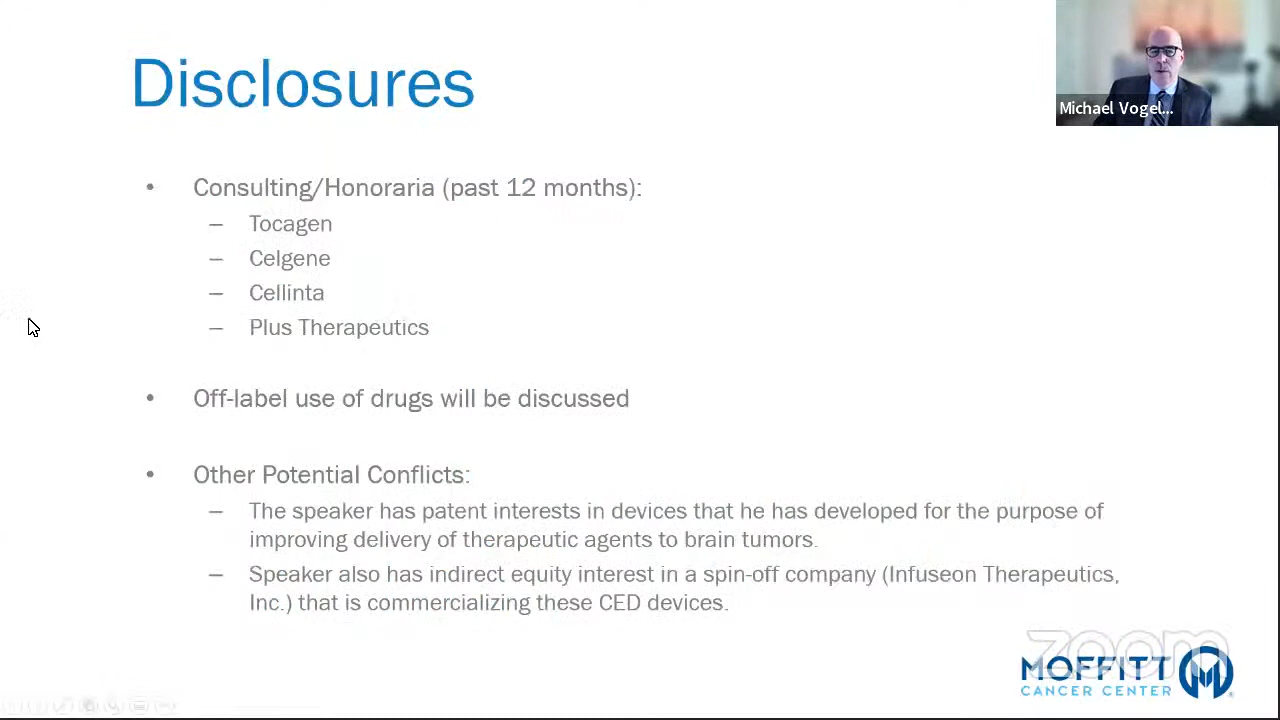 Disclosures
Michael Vogel...
• Consulting/Honoraria (past 12 months):
– Tocagen
– Celgene
– Cellinta
– Plus Therapeutics
• Off-label use of drugs will be discussed
• Other Potential Conflicts:
– The speaker has patent interests in devices that he has developed for the purpose of
improving delivery of therapeutic agents to brain tumors.
– Speaker also has indirect equity interest in a spin-off company (Infuseon Therapeutics,
Inc.) that is commercializing these CED devices.
zoom
MOFFITT
CANCER CENTER
®